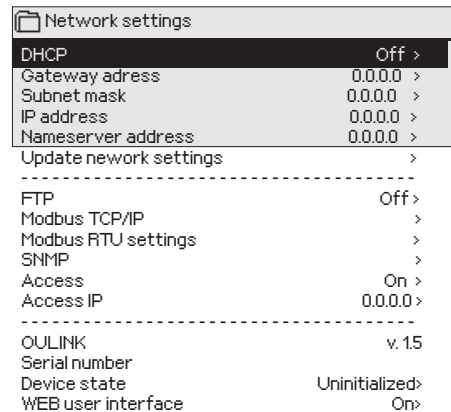 Network settings
DHCP Off >
Gateway adress 0.0.0.0 >
Subnet mask 0.0.0.0 >
IP address 0.0.0.0 >
Nameserver address 0.0.0.0 >
Update nework settings >
FTP Off >
Modbus TCP/IP >
Modbus RTU settings >
SNMP >
Access On >
Access IP 0.0.0.0 >
OULINK v. 1.5
Serial number
Device state Uninitialized>
WEB user interface On>